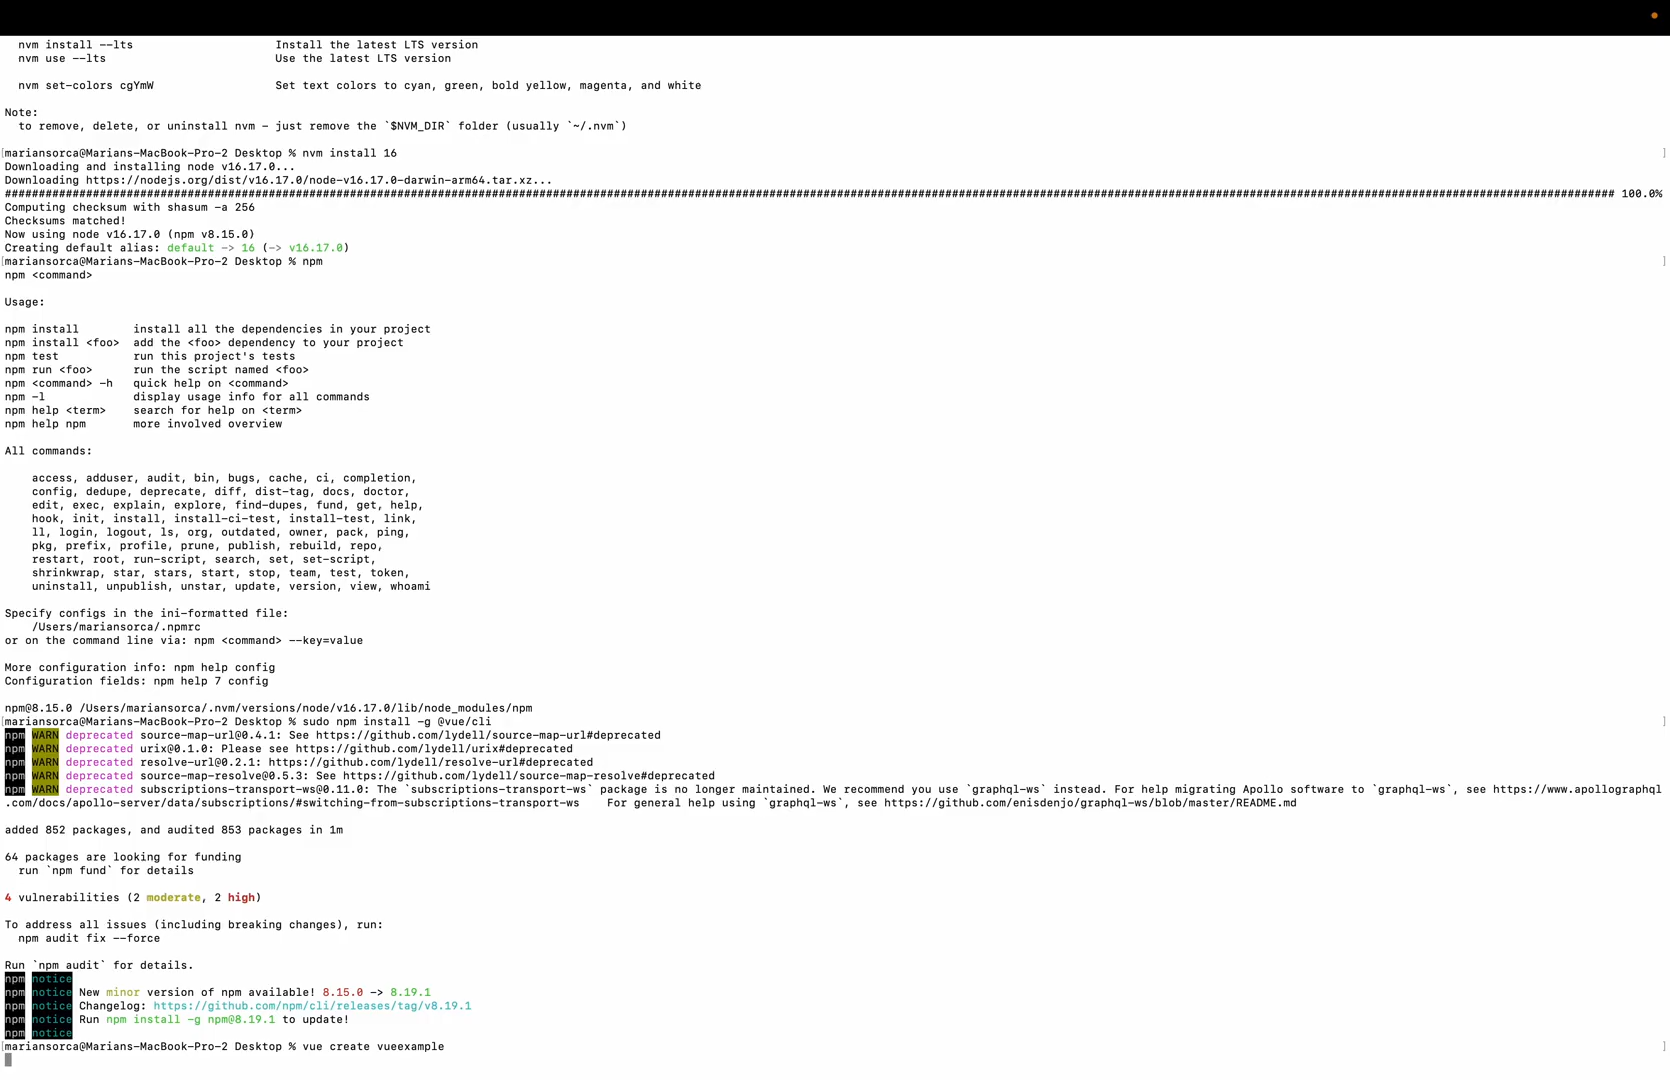 nvm install --lts                     Install the latest LTS version
nvm use --lts                         Use the latest LTS version
nvm set-colors cgYmW                  Set text colors to cyan, green, bold yellow, magenta, and white
Note:
to remove, delete, or uninstall nvm - just remove the `$NVM_DIR` folder (usually `~/.nvm`)
[mariansorca@Marians-MacBook-Pro-2 Desktop % nvm install 16 ]
Downloading and installing node v16.17.0...
Downloading https://nodejs.org/dist/v16.17.0/node-v16.17.0-darwin-arm64.tar.xz...
################################################################################################################################################################################################################################################ 100.0%
Computing checksum with shasum -a 256
Checksums matched!
Now using node v16.17.0 (npm v8.15.0)
Creating default alias: default -> 16 (-> v16.17.0)
[mariansorca@Marians-MacBook-Pro-2 Desktop % npm ]
npm <command>
Usage:
npm install        install all the dependencies in your project
npm install <foo>  add the <foo> dependency to your project
npm test           run this project's tests
npm run <foo>      run the script named <foo>
npm <command> -h   quick help on <command>
npm -l             display usage info for all commands
npm help <term>    search for help on <term>
npm help npm       more involved overview
All commands:
access, adduser, audit, bin, bugs, cache, ci, completion,
config, dedupe, deprecate, diff, dist-tag, docs, doctor,
edit, exec, explain, explore, find-dupes, fund, get, help,
hook, init, install, install-ci-test, install-test, link,
ll, login, logout, ls, org, outdated, owner, pack, ping,
pkg, prefix, profile, prune, publish, rebuild, repo,
restart, root, run-script, search, set, set-script,
shrinkwrap, star, stars, start, stop, team, test, token,
uninstall, unpublish, unstar, update, version, view, whoami
Specify configs in the ini-formatted file:
/Users/mariansorca/.npmrc
or on the command line via: npm <command> --key=value
More configuration info: npm help config
Configuration fields: npm help 7 config
npm@8.15.0 /Users/mariansorca/.nvm/versions/node/v16.17.0/lib/node_modules/npm
[mariansorca@Marians-MacBook-Pro-2 Desktop % sudo npm install -g @vue/cli ]
npm WARN deprecated source-map-url@0.4.1: See https://github.com/lydell/source-map-url#deprecated
npm WARN deprecated urix@0.1.0: Please see https://github.com/lydell/urix#deprecated
npm WARN deprecated resolve-url@0.2.1: https://github.com/lydell/resolve-url#deprecated
npm WARN deprecated source-map-resolve@0.5.3: See https://github.com/lydell/source-map-resolve#deprecated
npm WARN deprecated subscriptions-transport-ws@0.11.0: The `subscriptions-transport-ws` package is no longer maintained. We recommend you use `graphql-ws` instead. For help migrating Apollo software to `graphql-ws`, see https://www.apollographql
.com/docs/apollo-server/data/subscriptions/#switching-from-subscriptions-transport-ws    For general help using `graphql-ws`, see https://github.com/enisdenjo/graphql-ws/blob/master/README.md
added 852 packages, and audited 853 packages in 1m
64 packages are looking for funding
run `npm fund` for details
4 vulnerabilities (2 moderate, 2 high)
To address all issues (including breaking changes), run:
npm audit fix --force
Run `npm audit` for details.
npm notice
npm notice New minor version of npm available! 8.15.0 -> 8.19.1
npm notice Changelog: https://github.com/npm/cli/releases/tag/v8.19.1
npm notice Run npm install -g npm@8.19.1 to update!
npm notice
[mariansorca@Marians-MacBook-Pro-2 Desktop % vue create vueexample ]